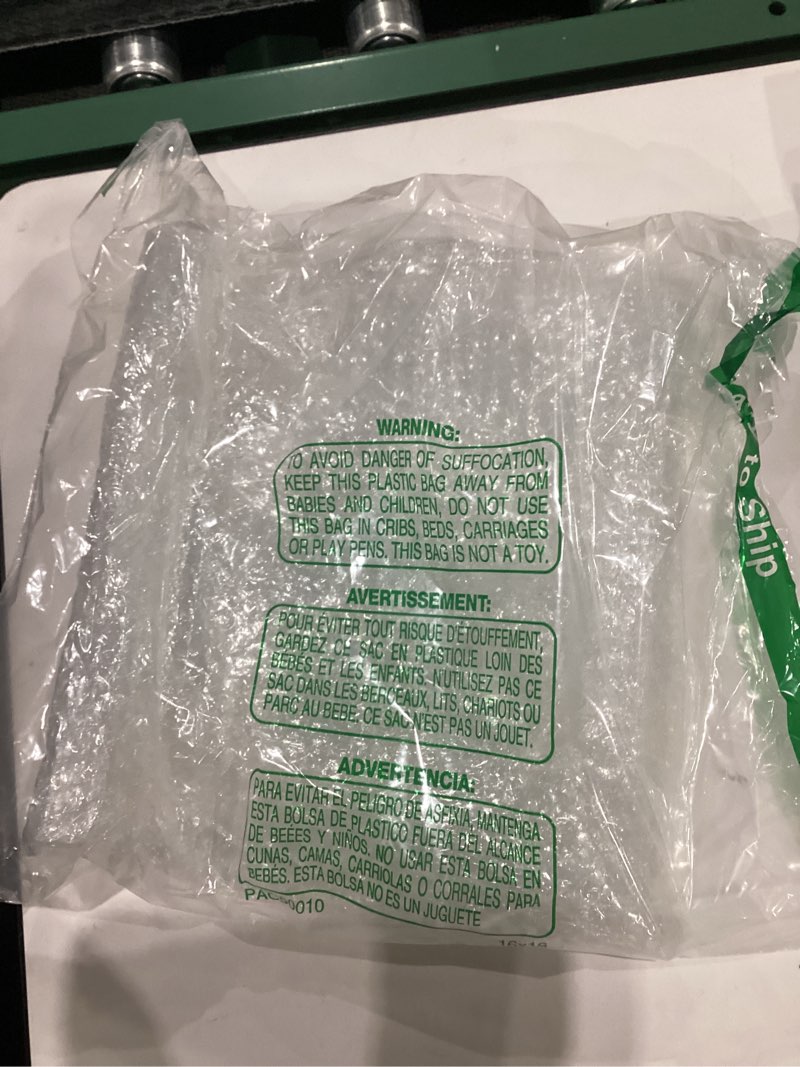 WARNING:
TO AVOID DANGER OF SUFFOCATION,
KEEP THIS PLASTIC BAG AWAY FROM
BABIES AND CHILDREN, DO NOT USE
THIS BAG IN CRIBS, BEDS, CARRIAGES
OR PLAY PENS. THIS BAG IS NOT A TOY.
to Ship
AVERTISSEMENT:
POUR ÉVITER TOUT RISQUE D'ÉTOUFFEMENT,
GARDEZ CE SAC EN PLASTIQUE LOIN DES
BÉBÉS ET LES ENFANTS. N'UTILISEZ PAS CE
SAC DANS LES BERCEAUX, LITS, CHARIOTS OU
PARC AU BEBE. CE SAC N'EST PAS UN JOUET.
ADVERTENCIA:
PARA EVITAR EL PELIGRO DE ASFIXIA, MANTENGA
ESTA BOLSA DE PLASTICO FUERA DEL ALCANCE
DE BEÉES Y NIÑOS, NO USAR ESTA BOLSA EN
CUNAS, CAMAS, CARRIOLAS O CORRALES PARA
BEBÉS. ESTA BOLSA NO ES UN JUGUETE